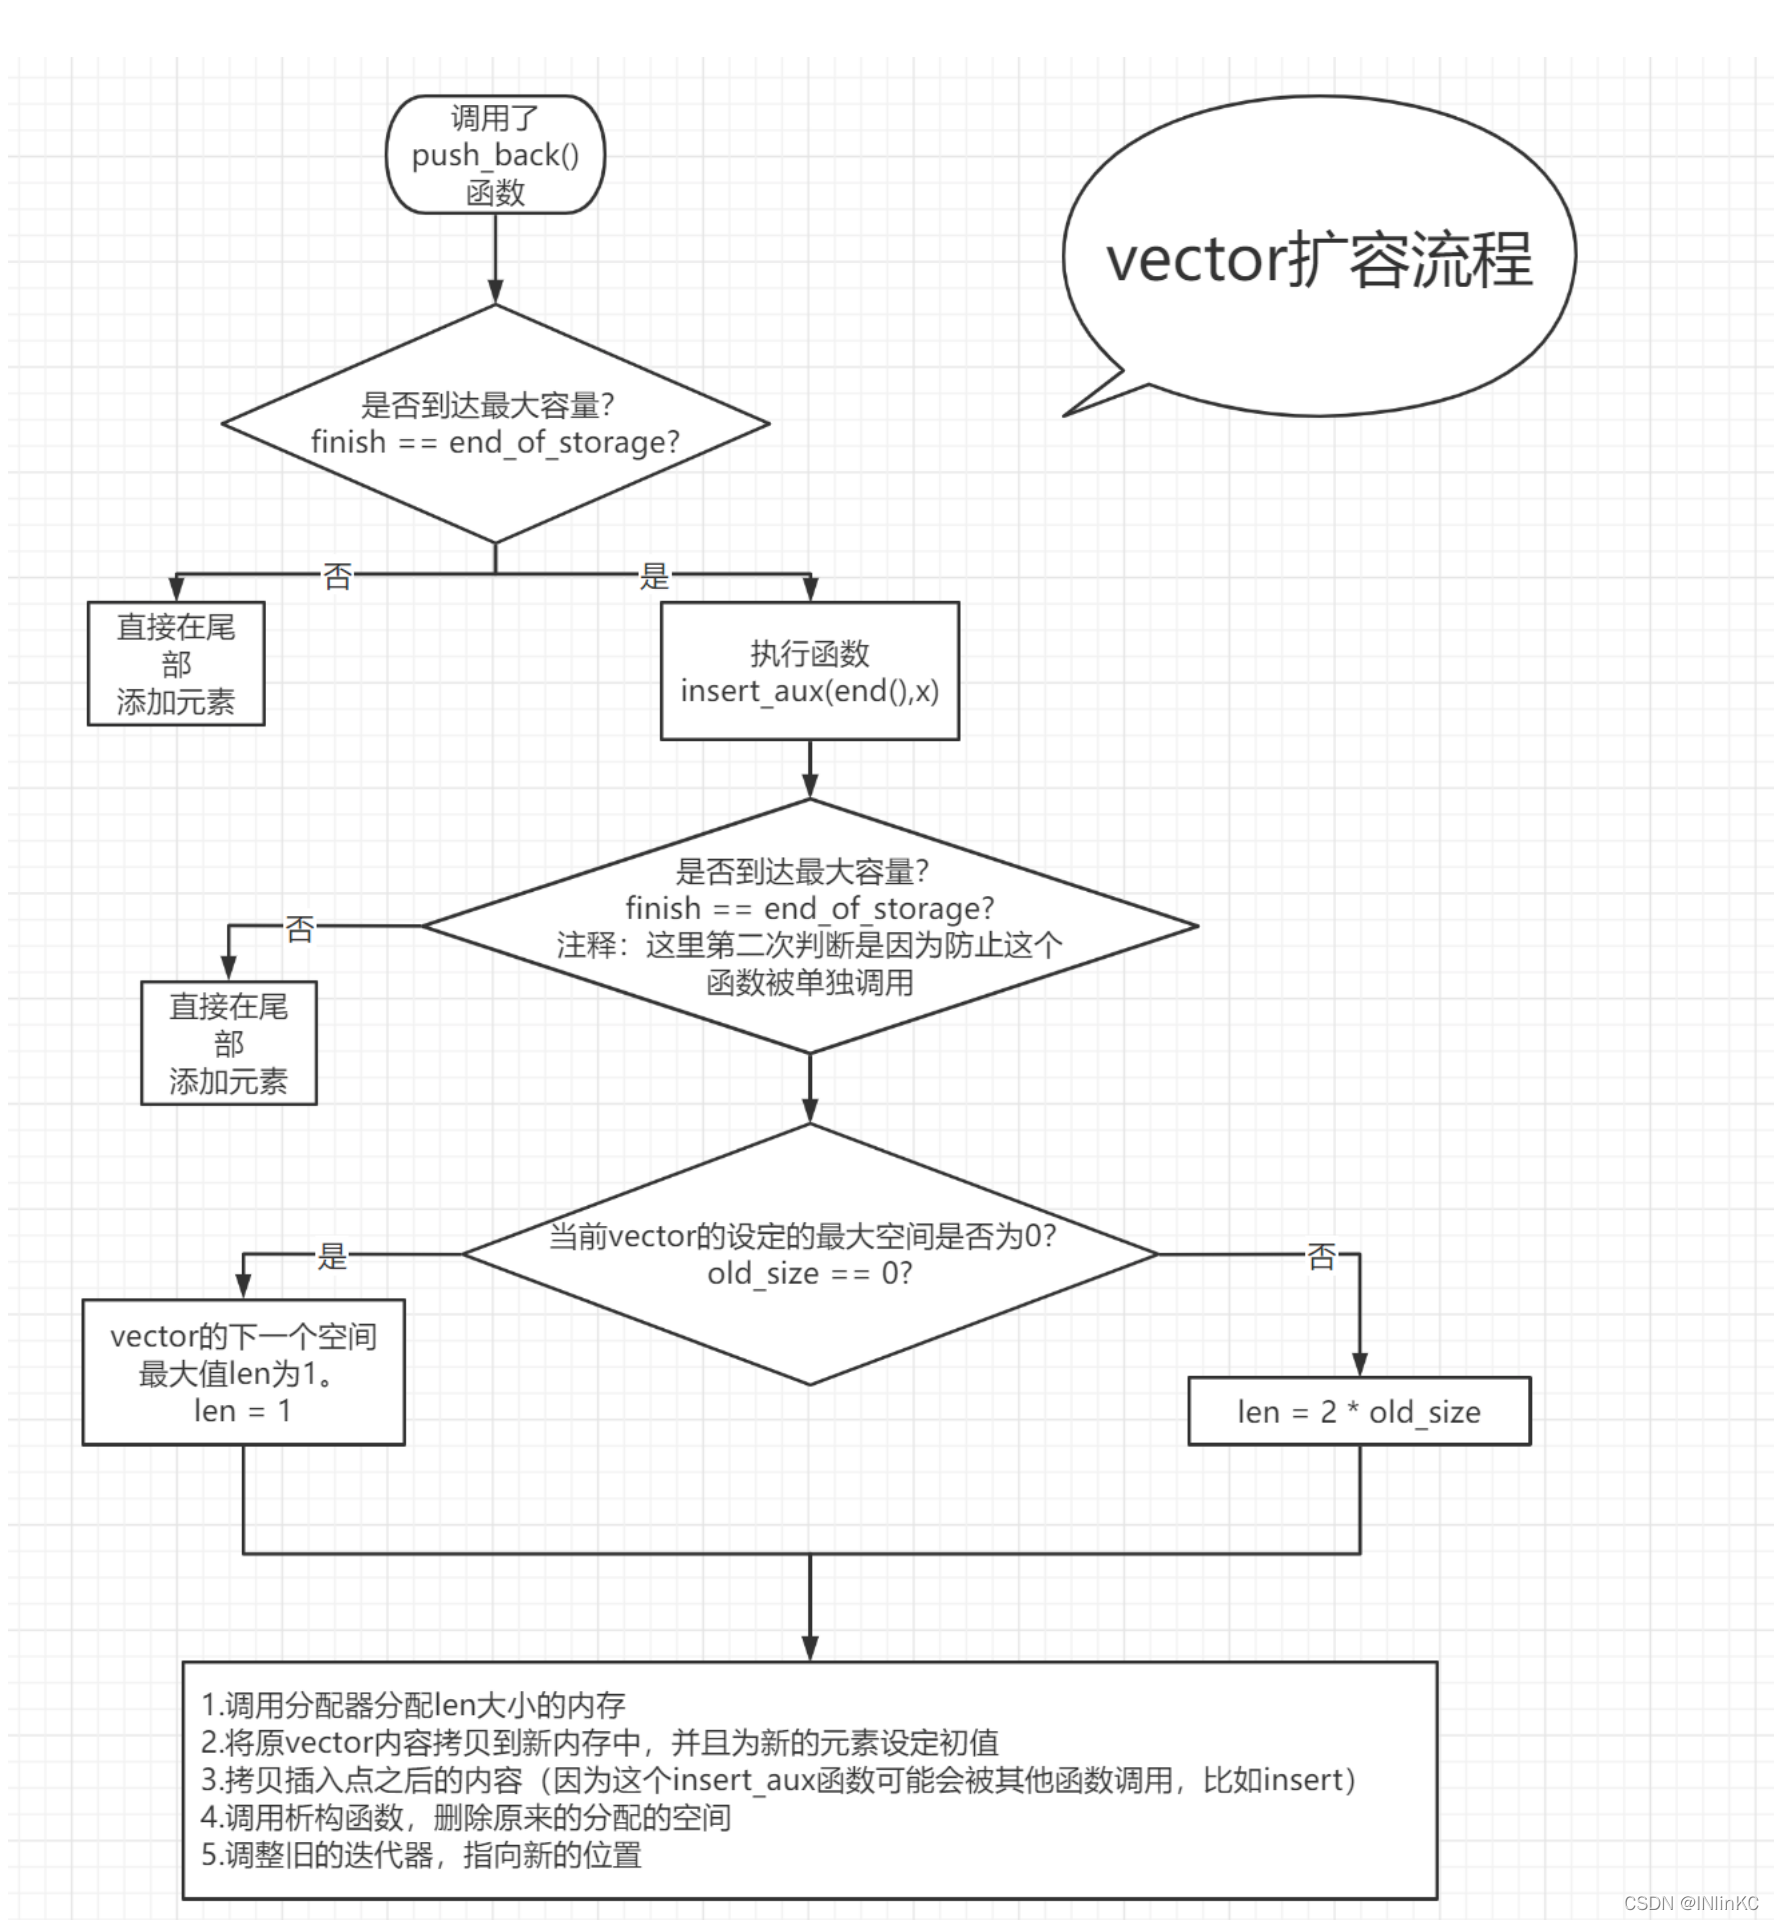 调用了
push_back()
函数
vector扩容流程
是否到达最大容量？
finish == end_of_storage?
否
是
直接在尾
部
添加元素
执行函数
insert_aux(end(),x)
是否到达最大容量？
finish == end_of_storage?
注释：这里第二次判断是因为防止这个
函数被单独调用
否
直接在尾
部
添加元素
当前vector的设定的最大空间是否为0？
old_size == 0?
是
否
vector的下一个空间
最大值len为1。
len = 1
len = 2 * old_size
1.调用分配器分配len大小的内存
2.将原vector内容拷贝到新内存中，并且为新的元素设定初值
3.拷贝插入点之后的内容（因为这个insert_aux函数可能会被其他函数调用，比如insert）
4.调用析构函数，删除原来的分配的空间
5.调整旧的迭代器，指向新的位置
CSDN @INlinKC